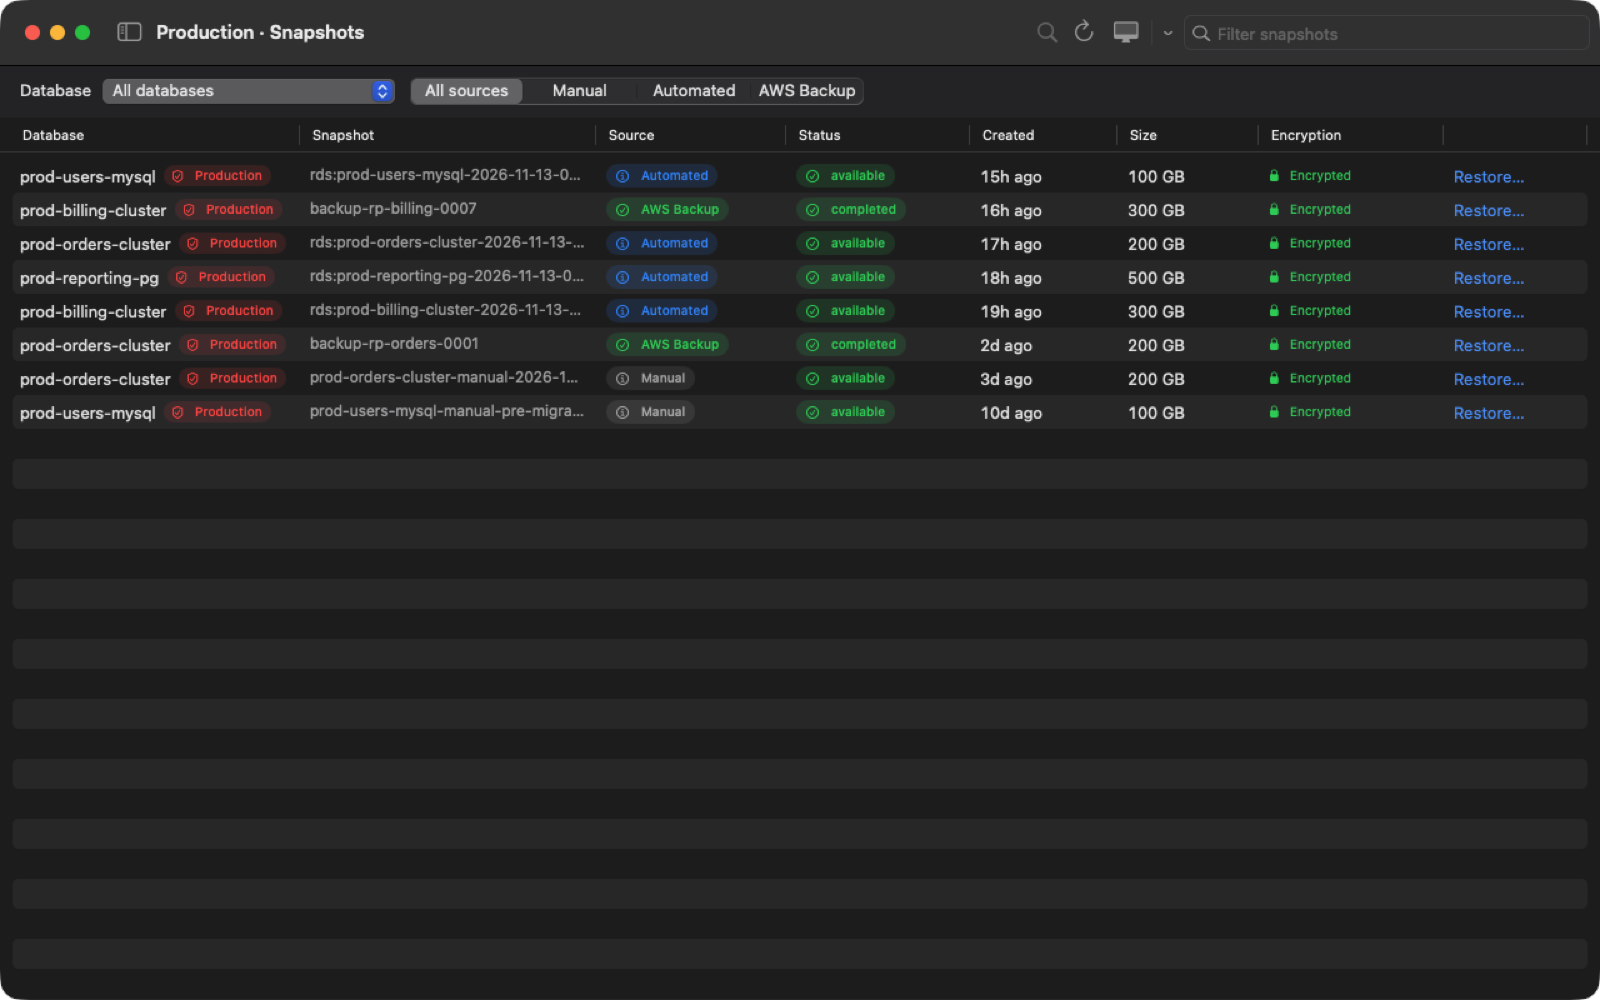 Production · Snapshots
Filter snapshots
Database All databases All sources Manual Automated AWS Backup
Database Snapshot Source Status Created Size Encryption
prod-users-mysql Production rds:prod-users-mysql-2026-11-13-0... Automated available 15h ago 100 GB Encrypted Restore...
prod-billing-cluster Production backup-rp-billing-0007 AWS Backup completed 16h ago 300 GB Encrypted Restore...
prod-orders-cluster Production rds:prod-orders-cluster-2026-11-13-... Automated available 17h ago 200 GB Encrypted Restore...
prod-reporting-pg Production rds:prod-reporting-pg-2026-11-13-0... Automated available 18h ago 500 GB Encrypted Restore...
prod-billing-cluster Production rds:prod-billing-cluster-2026-11-13-... Automated available 19h ago 300 GB Encrypted Restore...
prod-orders-cluster Production backup-rp-orders-0001 AWS Backup completed 2d ago 200 GB Encrypted Restore...
prod-orders-cluster Production prod-orders-cluster-manual-2026-1... Manual available 3d ago 200 GB Encrypted Restore...
prod-users-mysql Production prod-users-mysql-manual-pre-migra... Manual available 10d ago 100 GB Encrypted Restore...